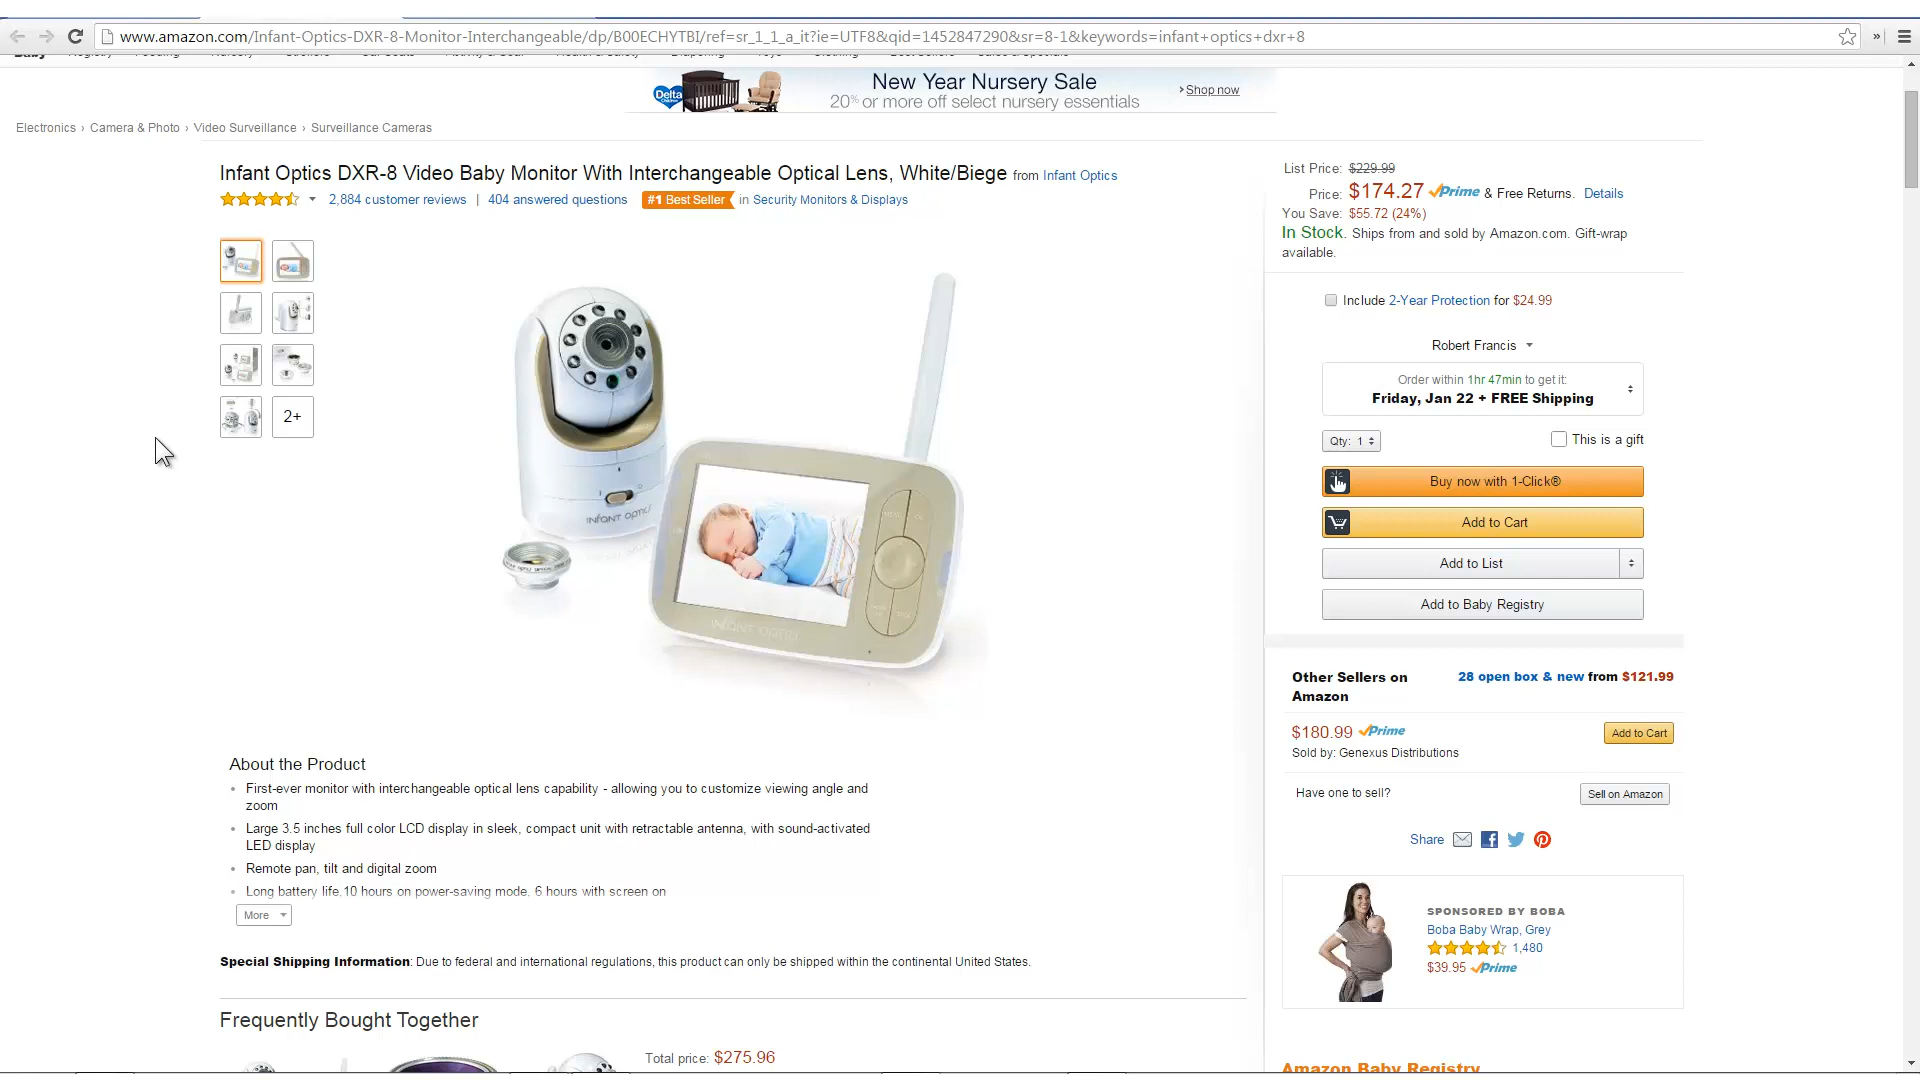 www.amazon.com/Infant-Optics-DXR-8-Monitor-Interchangeable/dp/B00ECHYTBI/ref=sr_1_1_a_it?ie=UTF8&qid=1452847290&sr=8-1&keywords=infant+optics+dxr+8
Delta
New Year Nursery Sale
20% or more off select nursery essentials
›Shop now
Electronics › Camera & Photo › Video Surveillance › Surveillance Cameras
Infant Optics DXR-8 Video Baby Monitor With Interchangeable Optical Lens, White/Biege from Infant Optics
2,884 customer reviews | 404 answered questions #1 Best Seller in Security Monitors & Displays
2+
INFANT OPTICS
INFANT OPTICS
About the Product
• First-ever monitor with interchangeable optical lens capability - allowing you to customize viewing angle and
zoom
• Large 3.5 inches full color LCD display in sleek, compact unit with retractable antenna, with sound-activated
LED display
• Remote pan, tilt and digital zoom
• Long battery life,10 hours on power-saving mode, 6 hours with screen on
More
Special Shipping Information: Due to federal and international regulations, this product can only be shipped within the continental United States.
Frequently Bought Together
Total price: $275.96
List Price: $229.99
Price: $174.27 Prime & Free Returns. Details
You Save: $55.72 (24%)
In Stock. Ships from and sold by Amazon.com. Gift-wrap
available.
Include 2-Year Protection for $24.99
Robert Francis
Order within 1hr 47min to get it:
Friday, Jan 22 + FREE Shipping
Qty: 1
This is a gift
Buy now with 1-Click®
Add to Cart
Add to List
Add to Baby Registry
Other Sellers on
Amazon
28 open box & new from $121.99
$180.99 Prime
Add to Cart
Sold by: Genexus Distributions
Have one to sell?
Sell on Amazon
Share
SPONSORED BY BOBA
Boba Baby Wrap, Grey
1,480
$39.95 Prime
Amazon Baby Registry